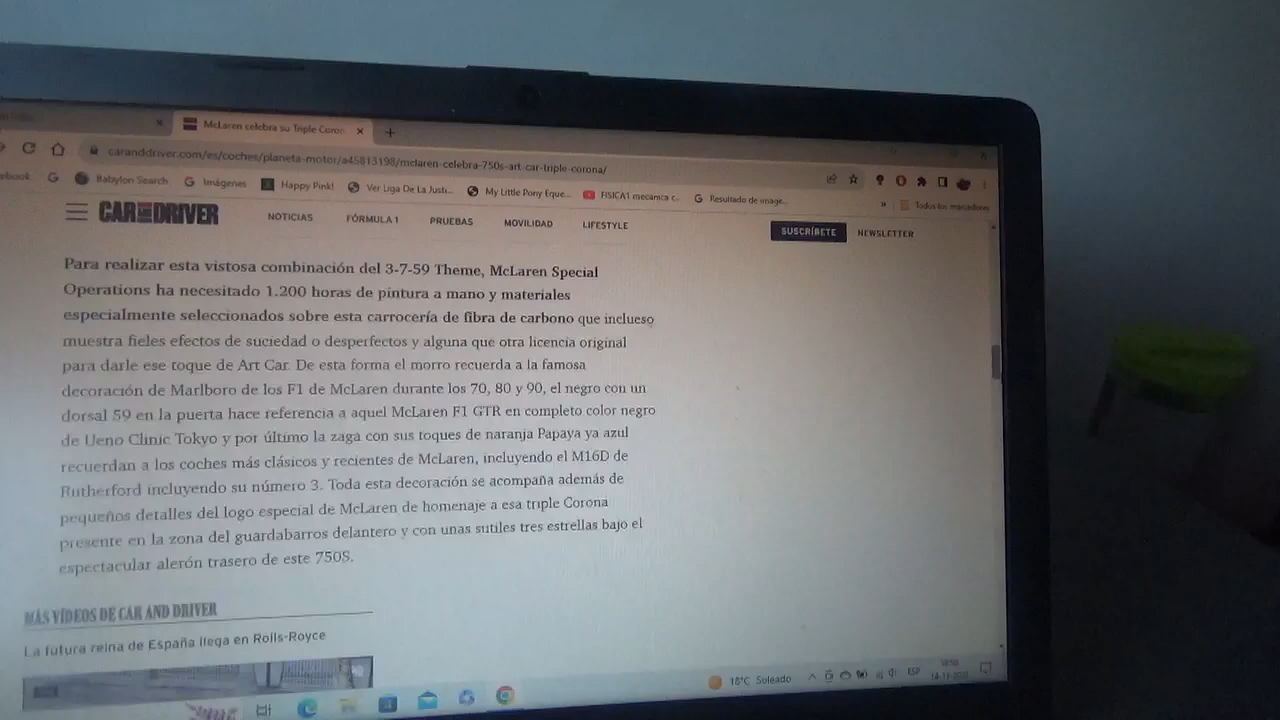 McLaren celebra su Triple Coron
caranddriver.com/es/coches/planeta-motor/a45813198/mclaren-celebra-750s-art-car-triple-corona/
ebook Babylon Search Imágenes Happy Pink! Ver Liga De La Justi... My Little Pony Eque... FISICA1 mecanica c... Resultado de image... » Todos los marcadores
CAR AND DRIVER NOTICIAS FÓRMULA 1 PRUEBAS MOVILIDAD LIFESTYLE SUSCRÍBETE NEWSLETTER
Para realizar esta vistosa combinación del 3-7-59 Theme, McLaren Special
Operations ha necesitado 1.200 horas de pintura a mano y materiales
especialmente seleccionados sobre esta carrocería de fibra de carbono que inclueso
muestra fieles efectos de suciedad o desperfectos y alguna que otra licencia original
para darle ese toque de Art Car. De esta forma el morro recuerda a la famosa
decoración de Marlboro de los F1 de McLaren durante los 70, 80 y 90, el negro con un
dorsal 59 en la puerta hace referencia a aquel McLaren F1 GTR en completo color negro
de Ueno Clinic Tokyo y por último la zaga con sus toques de naranja Papaya ya azul
recuerdan a los coches más clásicos y recientes de McLaren, incluyendo el M16D de
Rutherford incluyendo su número 3. Toda esta decoración se acompaña además de
pequeños detalles del logo especial de McLaren de homenaje a esa triple Corona
presente en la zona del guardabarros delantero y con unas sutiles tres estrellas bajo el
espectacular alerón trasero de este 750S.
MÁS VÍDEOS DE CAR AND DRIVER
La futura reina de España llega en Rolls-Royce
18°C Soleado ESP